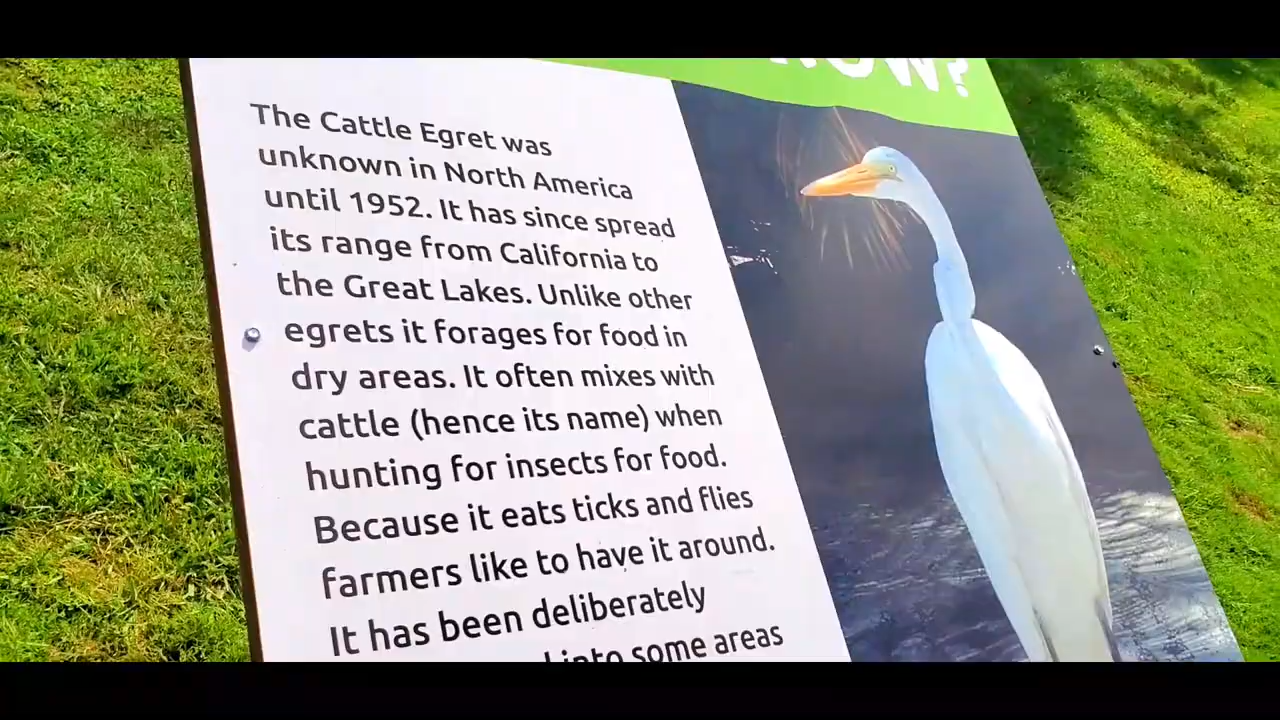 The Cattle Egret was
unknown in North America
until 1952. It has since spread
its range from California to
the Great Lakes. Unlike other
egrets it forages for food in
dry areas. It often mixes with
cattle (hence its name) when
hunting for insects for food.
Because it eats ticks and flies
farmers like to have it around.
It has been deliberately
into some areas